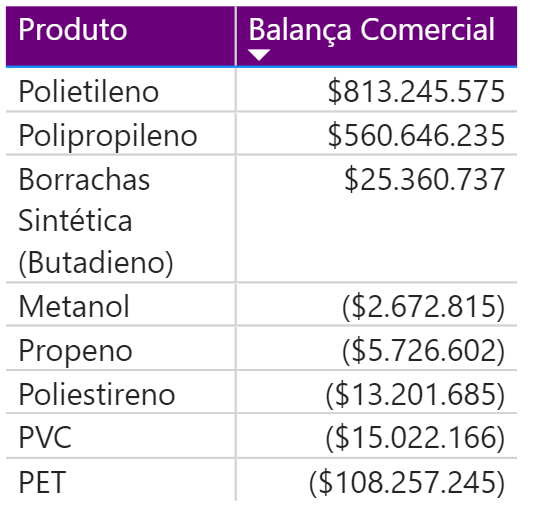 Produto Balança Comercial
Polietileno $813.245.575
Polipropileno $560.646.235
Borrachas $25.360.737
Sintética
(Butadieno)
Metanol ($2.672.815)
Propeno ($5.726.602)
Poliestireno ($13.201.685)
PVC ($15.022.166)
PET ($108.257.245)